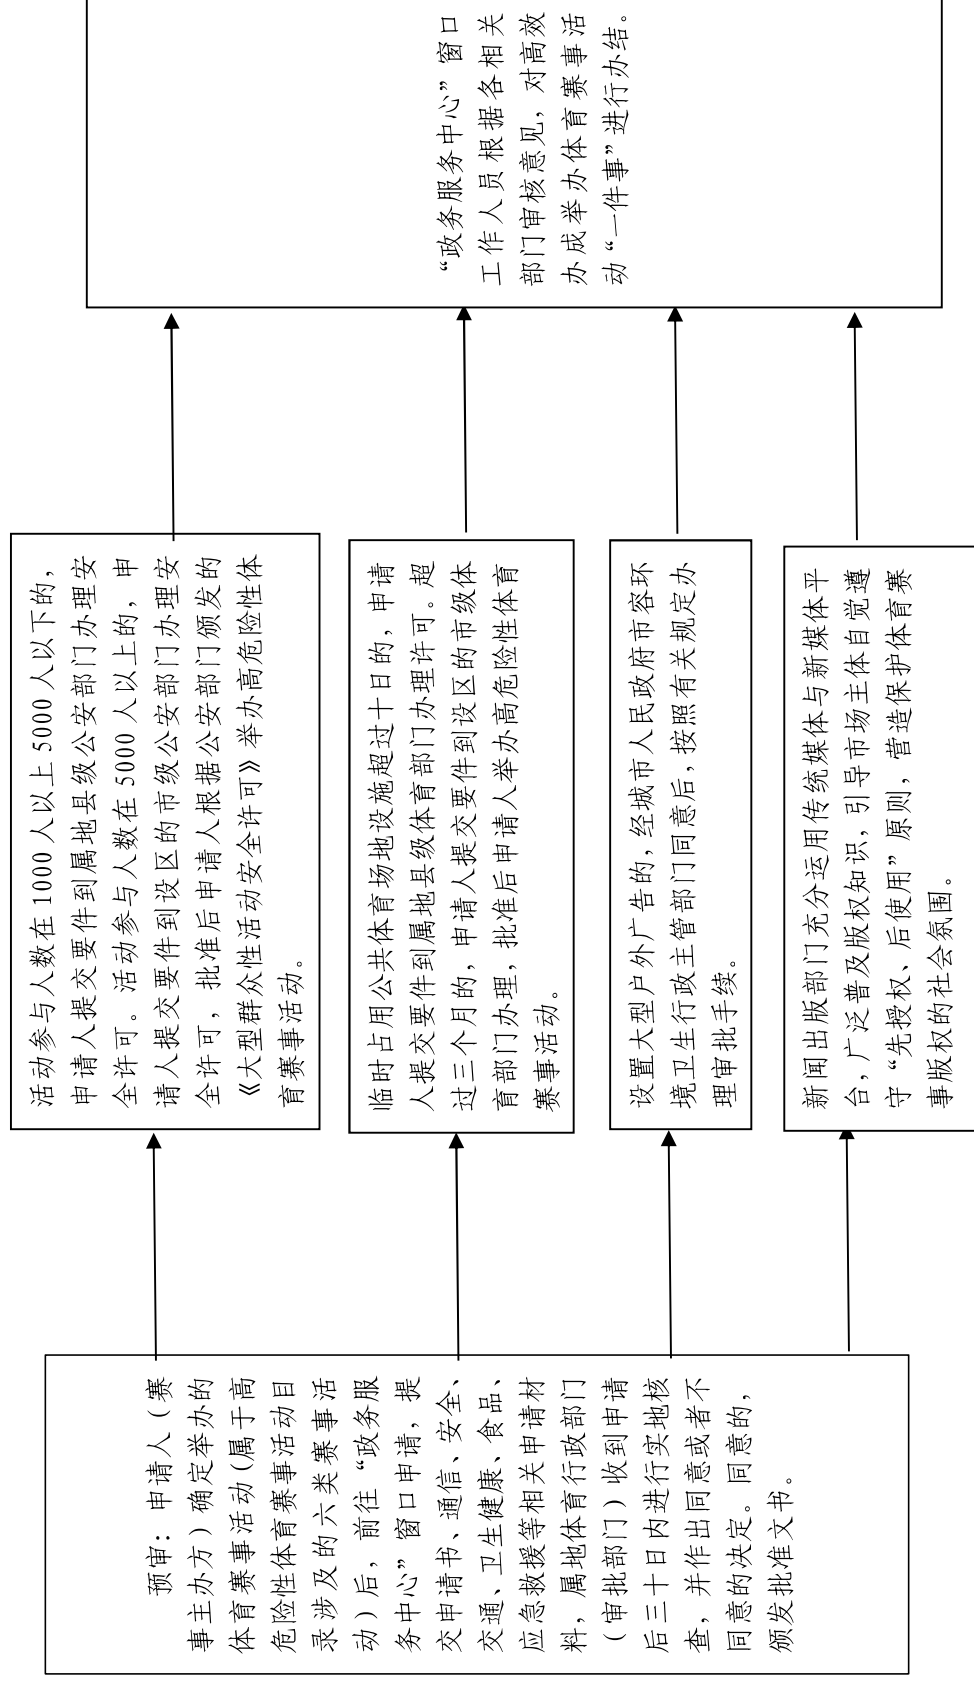 预审：申请人（赛
事主办方）确定举办的
体育赛事活动（属于高
危险性体育赛事活动目
录涉及的六类赛事活
动）后，前往“政务服
务中心”窗口申请，提
交申请书、通信、安全、
交通、卫生健康、食品、
应急救援等相关申请材
料，属地体育行政部门
（审批部门）收到申请
后三十日内进行实地核
查，并作出同意或者不
同意的决定。同意的，
颁发批准文书。
活动参与人数在 1000 人以上 5000 人以下的，
申请人提交要件到属地县级公安部门办理安
全许可。活动参与人数在 5000 人以上的，申
请人提交要件到设区的市级公安部门办理安
全许可，批准后申请人根据公安部门颁发的
《大型群众性活动安全许可》举办高危险性体
育赛事活动。
临时占用公共体育场地设施超过十日的，申请
人提交要件到属地县级体育部门办理许可。超
过三个月的，申请人提交要件到设区的市级体
育部门办理，批准后申请人举办高危险性体育
赛事活动。
设置大型户外广告的，经城市人民政府市容环
境卫生行政主管部门同意后，按照有关规定办
理审批手续。
新闻出版部门充分运用传统媒体与新媒体平
台，广泛普及版权知识，引导市场主体自觉遵
守“先授权、后使用”原则，营造保护体育赛
事版权的社会氛围。
“政务服务中心”窗口
工作人员根据各相关
部门审核意见，对高效
办成举办体育赛事活
动“一件事”进行办结。